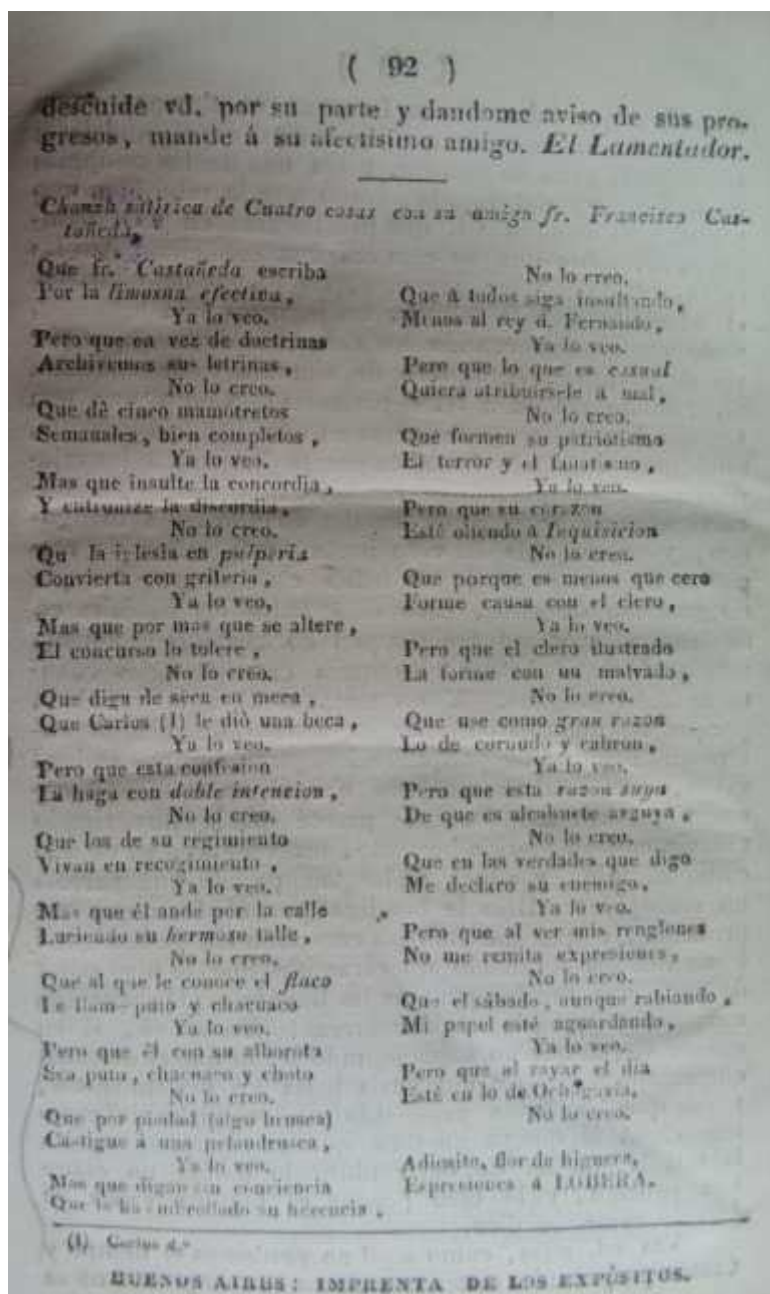 ( 92 )
descuide vd. por su parte y dandome aviso de sus pro-
gresos, mande á su afectisimo amigo. El Lamentador.
Chanza satirica de Cuatro cosas con su amigo fr. Francisco Cas-
tañeda.
Que fr. Castañeda escriba
Por la limosna efectiva,
Ya lo veo.
Pero que en vez de doctrinas
Archivemos sus letrinas,
No lo creo.
Que dè cinco mamotretos
Semanales, bien completos,
Ya lo veo.
Mas que insulte la concordia,
Y entronize la discordia,
No lo creo.
Que la iglesia en pulperia
Convierta con griteria,
Ya lo veo,
Mas que por mas que se altere,
El concurso lo tolere,
No lo creo.
Que diga de seca en meca,
Que Carlos (1) le diò una beca,
Ya lo veo.
Pero que esta confesion
La haga con doble intencion,
No lo creo.
Que los de su regimiento
Vivan en recogimiento,
Ya lo veo.
Mas que él ande por la calle
Luciendo su hermoso talle,
No lo creo.
Que al que le conoce el flaco
Le llame puto y chacuaco
Ya lo veo.
Pero que él con su alborota
Sea puto, chacuaco y choto
No lo creo.
Que por piedad (algo brusca)
Castigue á una pelandrusca,
Ya lo veo.
Mas que digan en conciencia
Que le ha su herencia,
No lo creo.
Que à todos siga insultando,
Menos al rey d. Fernando,
Ya lo veo.
Pero que lo que es casual
Quiera atribuirsele a mal,
No lo creo.
Que formen su patriotismo
El terror y el fanatismo,
Ya lo veo.
Pero que su corazon
Esté oliendo à Inquisicion
No lo creo.
Que porque es menos que cero
Forme causa con el clero,
Ya lo veo.
Pero que el clero ilustrado
La forme con un malvado,
No lo creo.
Que use como gran razon
Lo de cornudo y cabron,
Ya lo veo.
Pero que esta razon suya
De que es alcahuete arguya,
No lo creo.
Que en las verdades que digo
Me declaro su enemigo,
Ya lo veo.
Pero que al ver mis renglones
No me remita expresiones,
No lo creo.
Que el sàbado, aunque rabiando,
Mi papel esté aguardando,
Ya lo veo.
Pero que al rayar el dia
Esté en lo de
No lo creo.
Adiosito, flor de higuera,
Expresiones á LOBERA.
(1) Carlos 4.º
BUENOS AIRES: IMPRENTA DE LOS EXPÓSITOS.